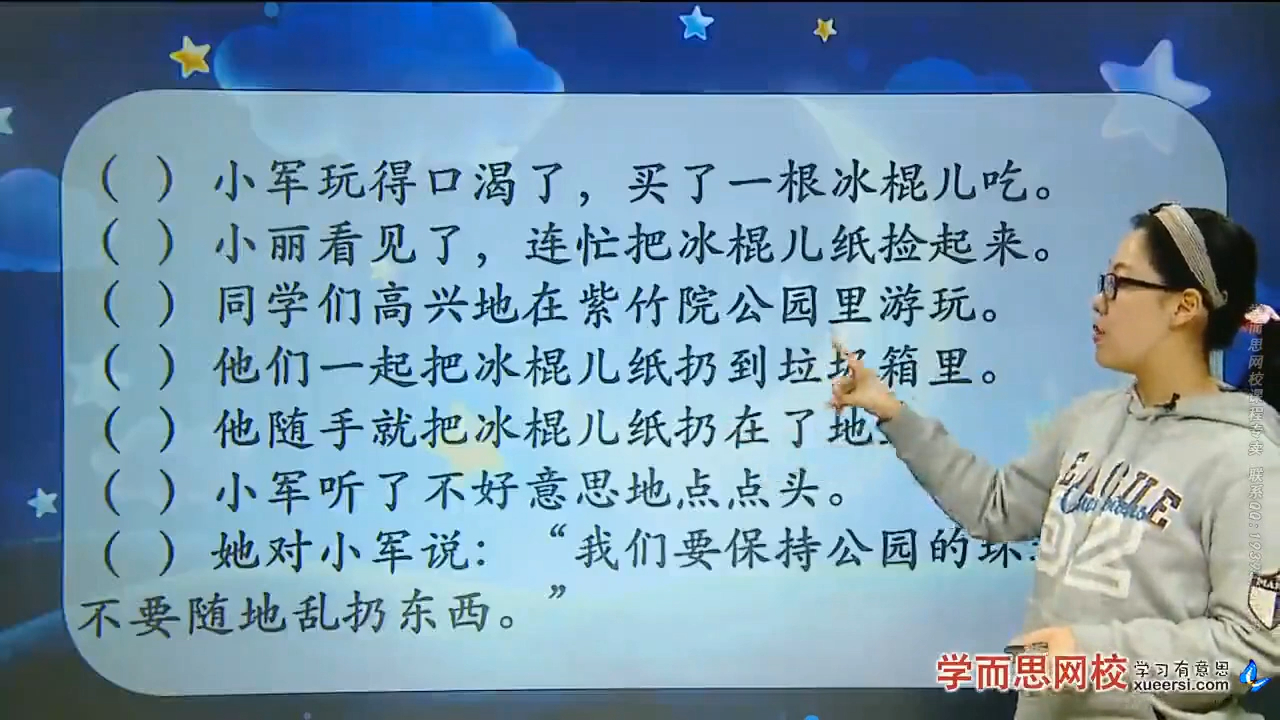 （ ）小军玩得口渴了，买了一根冰棍儿吃。
（ ）小丽看见了，连忙把冰棍儿纸捡起来。
（ ）同学们高兴地在紫竹院公园里游玩。
（ ）他们一起把冰棍儿纸扔到垃圾箱里。
（ ）他随手就把冰棍儿纸扔在了地
（ ）小军听了不好意思地点点头。
（ ）她对小军说：“我们要保持公园的环
不要随地乱扔东西。”
学而思网校 学习有意思
xueersi.com